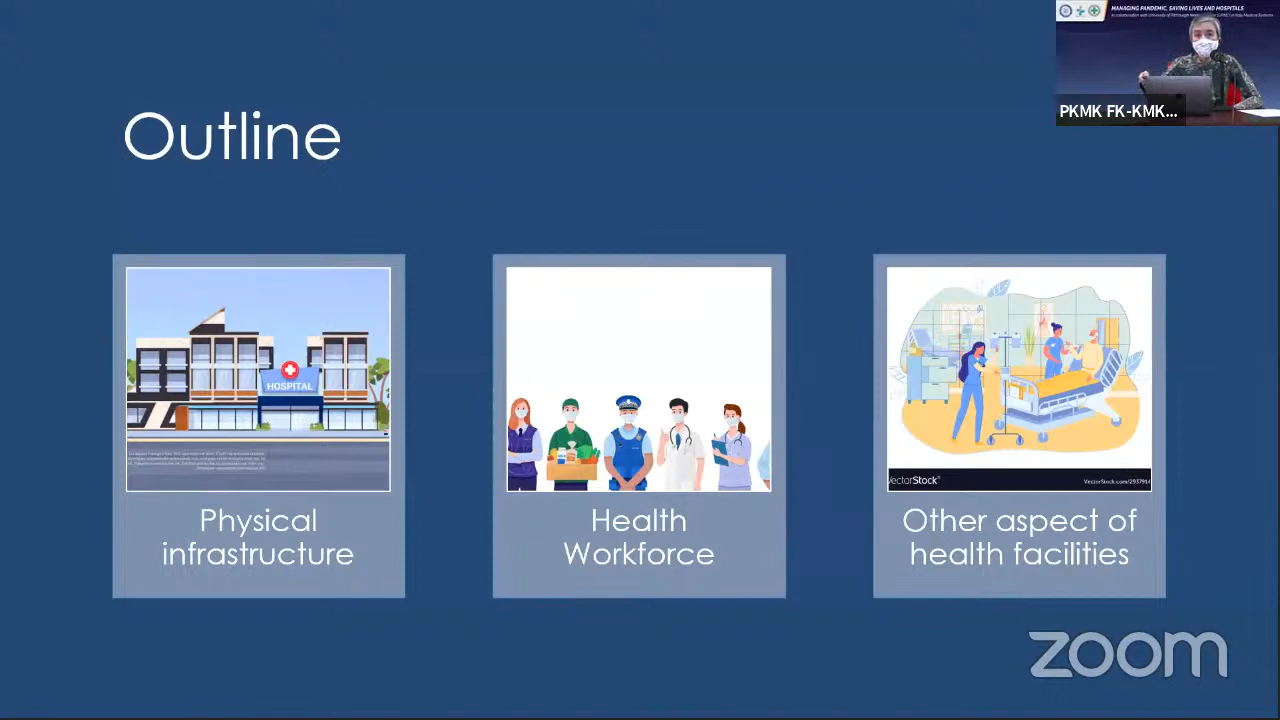 MANAGING PANDEMIC, SAVING LIVES AND HOSPITALS
PKMK FK-KMK...
Outline
HOSPITAL
Physical
infrastructure
Health
Workforce
VectorStock
VectorStock.com/2937914
Other aspect of
health facilities
zoom